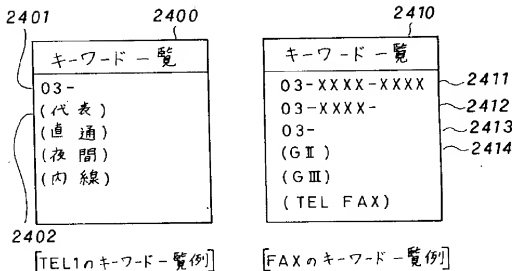 2401
2400
キーワード一覧
03-
(代表)
(直通)
(夜間)
(内線)
2402
[TEL1のキーワード一覧例]
2410
キーワード一覧
03-XXXX-XXXX
03-XXXX-
03-
(GⅡ)
(GⅢ)
(TEL FAX)
2411
2412
2413
2414
[FAXのキーワード一覧例]